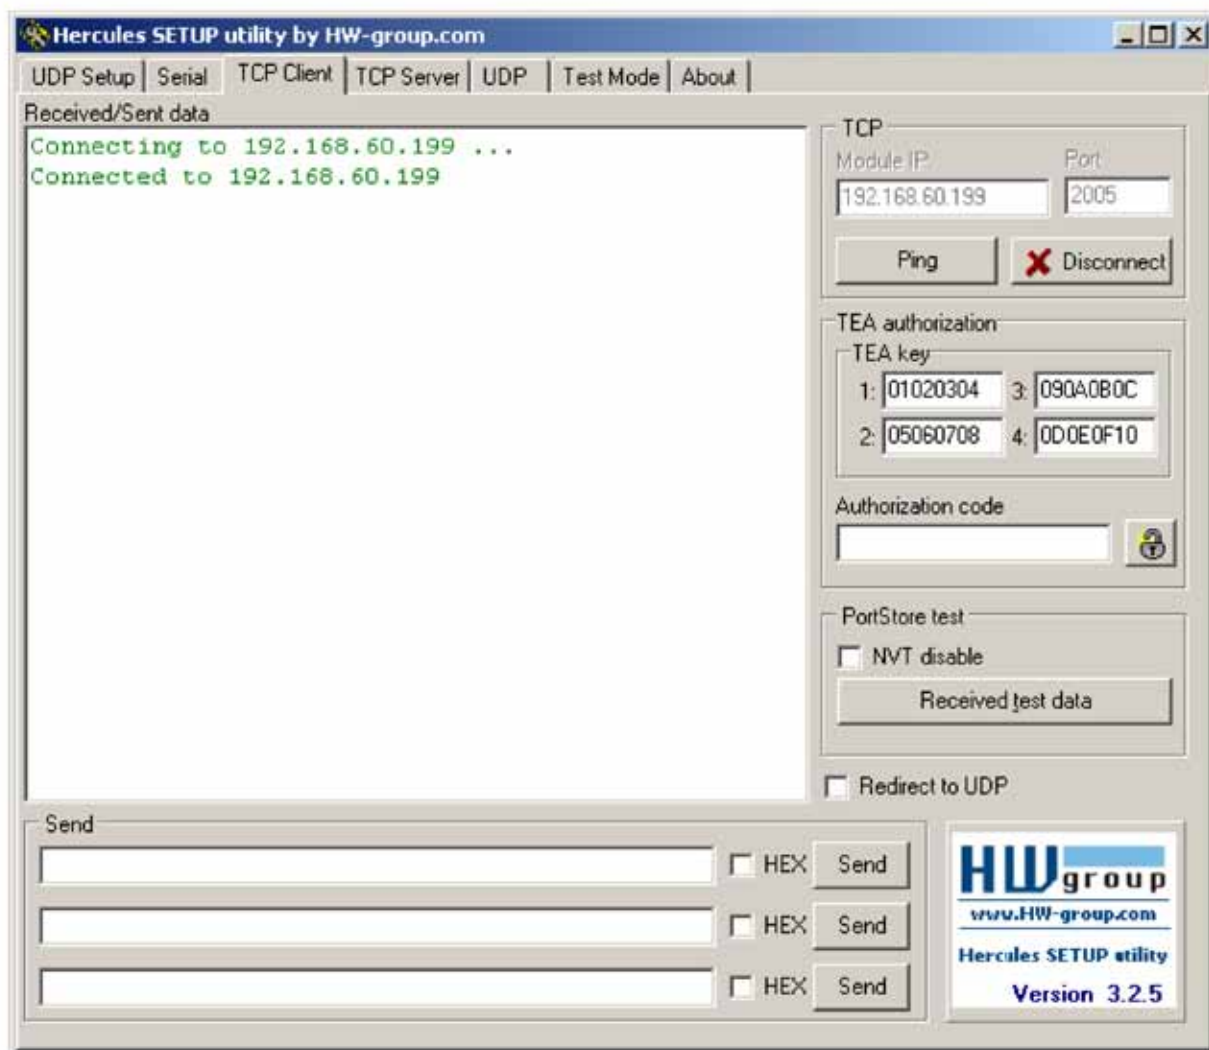 Hercules SETUP utility by HW-group.com
UDP Setup Serial TCP Client TCP Server UDP Test Mode About
Received/Sent data
Connecting to 192.168.60.199 ...
Connected to 192.168.60.199
TCP
Module IP Port
192.168.60.199 2005
Ping Disconnect
TEA authorization
TEA key
1: 01020304 3: 090A0B0C
2: 05060708 4: 0D0E0F10
Authorization code
PortStore test
NVT disable
Received test data
Redirect to UDP
Send
HEX Send
HEX Send
HEX Send
HW group
www.HW-group.com
Hercules SETUP utility
Version 3.2.5